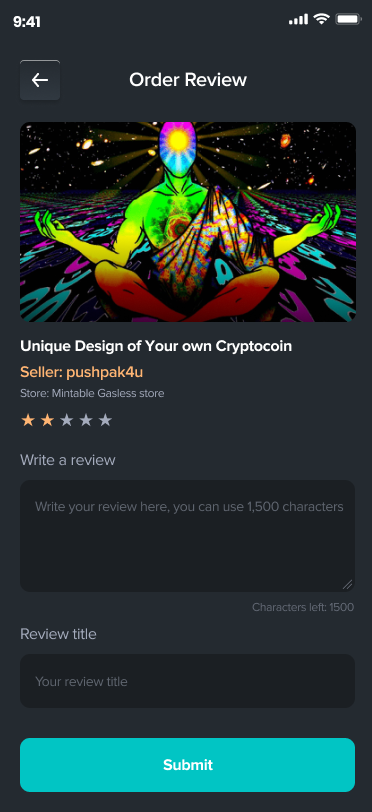 9:41
Order Review
Unique Design of Your own Cryptocoin
Seller: pushpak4u
Store: Mintable Gasless store
Write a review
Write your review here, you can use 1,500 characters
Characters left: 1500
Review title
Your review title
Submit